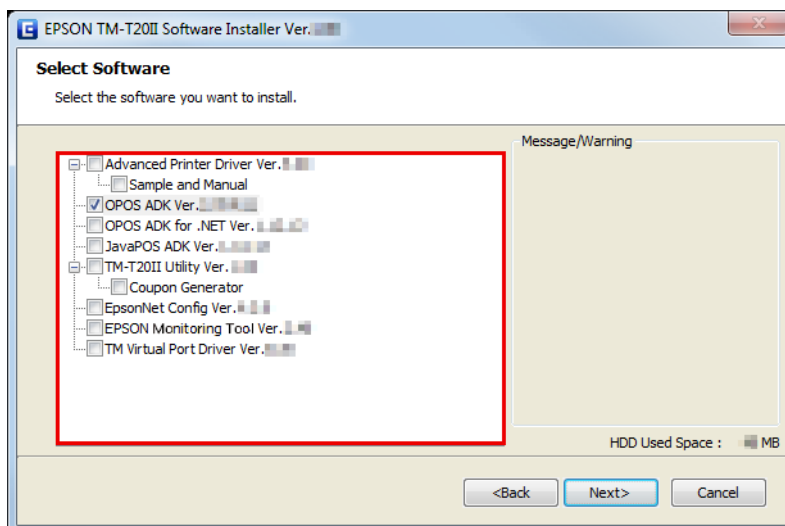 EPSON TM-T20II Software Installer Ver.
Select Software
Select the software you want to install.
Message/Warning
Advanced Printer Driver Ver.
Sample and Manual
OPOS ADK Ver.
OPOS ADK for .NET Ver.
JavaPOS ADK Ver.
TM-T20II Utility Ver.
Coupon Generator
EpsonNet Config Ver.
EPSON Monitoring Tool Ver.
TM Virtual Port Driver Ver.
HDD Used Space : MB
<Back Next> Cancel